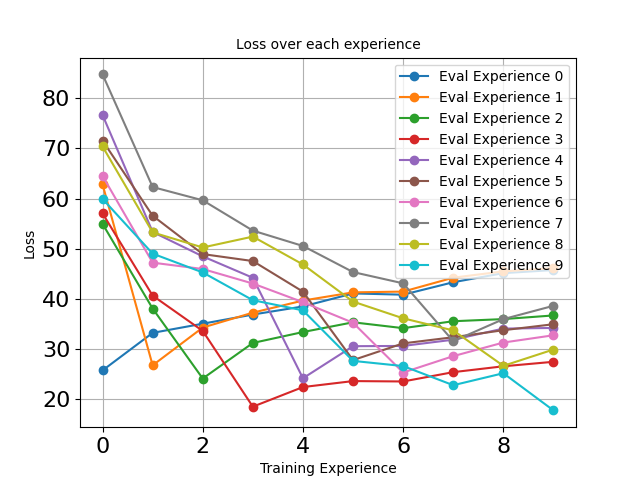 Loss over each experience
Loss
80
70
60
50
40
30
20
0
2
4
6
8
Training Experience
Eval Experience 0
Eval Experience 1
Eval Experience 2
Eval Experience 3
Eval Experience 4
Eval Experience 5
Eval Experience 6
Eval Experience 7
Eval Experience 8
Eval Experience 9